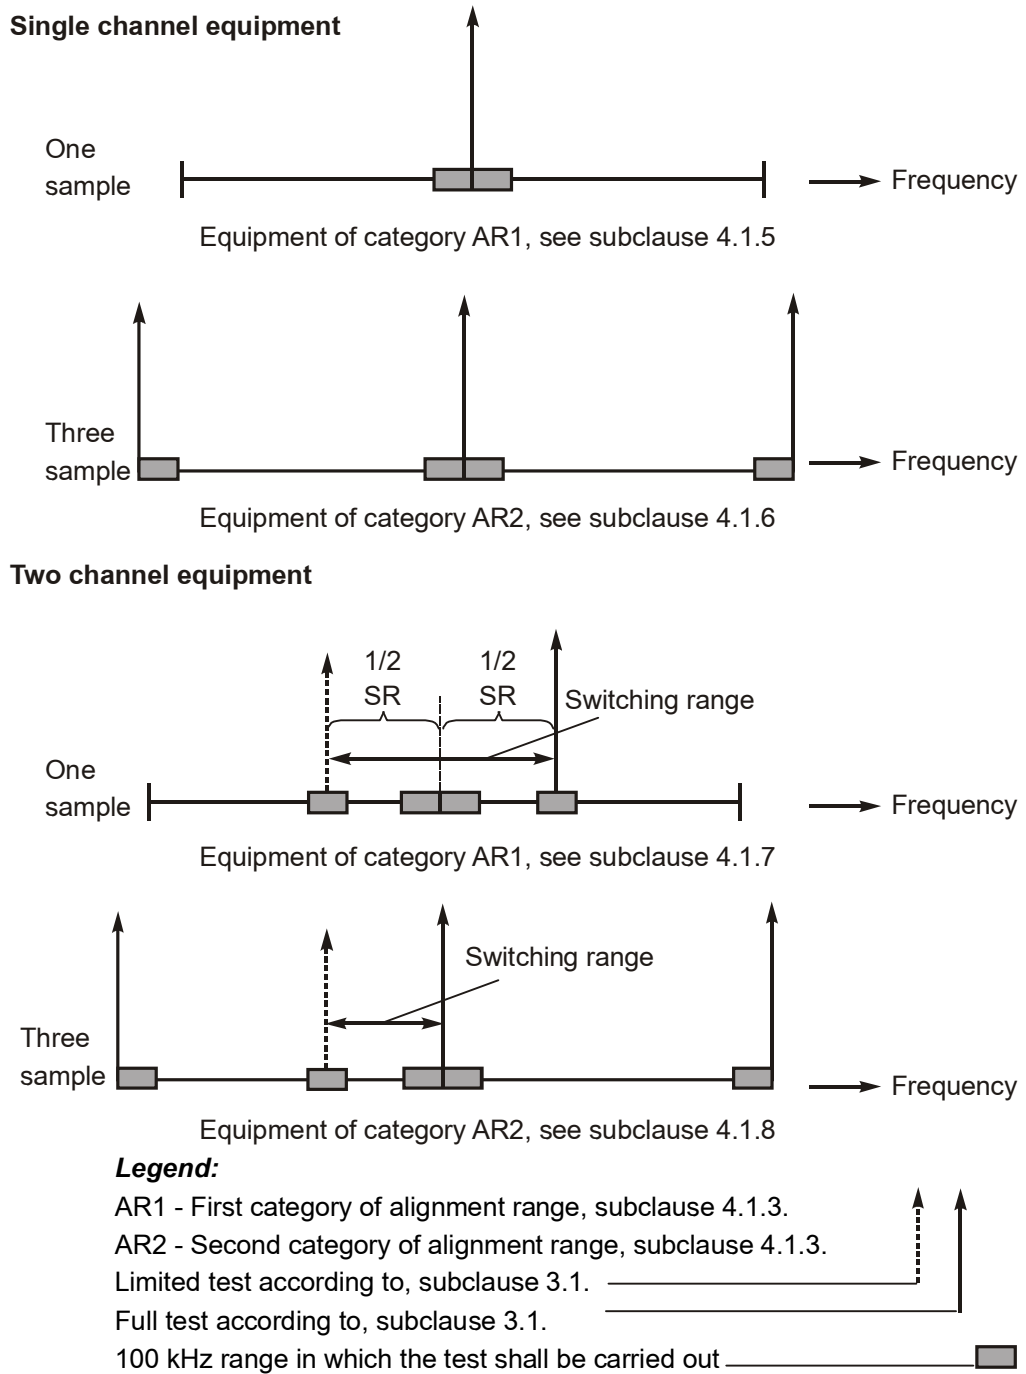 Single channel equipment
One
sample
Frequency
Equipment of category AR1, see subclause 4.1.5
Three
sample
Frequency
Equipment of category AR2, see subclause 4.1.6
Two channel equipment
1/2
SR
1/2
SR
Switching range
One
sample
Frequency
Equipment of category AR1, see subclause 4.1.7
Switching range
Three
sample
Frequency
Equipment of category AR2, see subclause 4.1.8
Legend:
AR1 - First category of alignment range, subclause 4.1.3.
AR2 - Second category of alignment range, subclause 4.1.3.
Limited test according to, subclause 3.1.
Full test according to, subclause 3.1.
100 kHz range in which the test shall be carried out